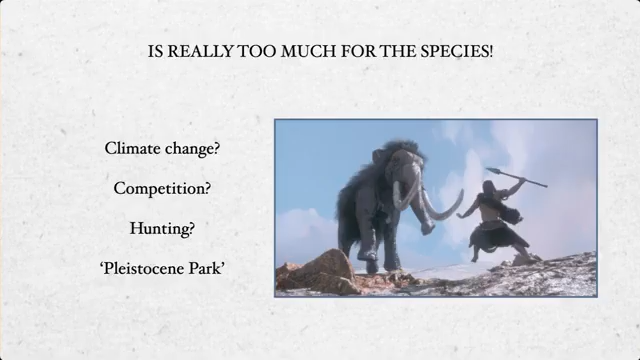 IS REALLY TOO MUCH FOR THE SPECIES!
Climate change?
Competition?
Hunting?
‘Pleistocene Park’